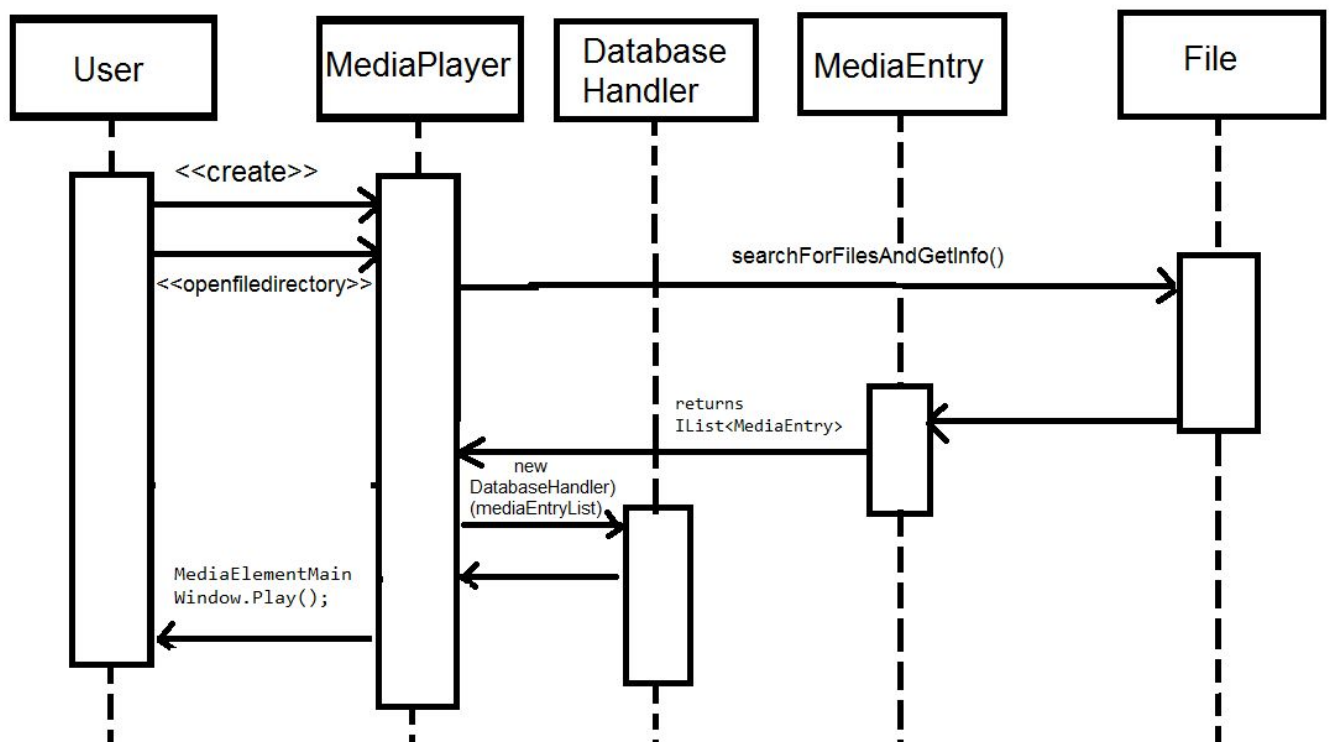 User
MediaPlayer
Database
Handler
MediaEntry
File
<<create>>
<<openfiledirectory>>
searchForFilesAndGetInfo()
returns
IList<MediaEntry>
new
DatabaseHandler)
(mediaEntryList)
MediaElementMain
Window.Play();